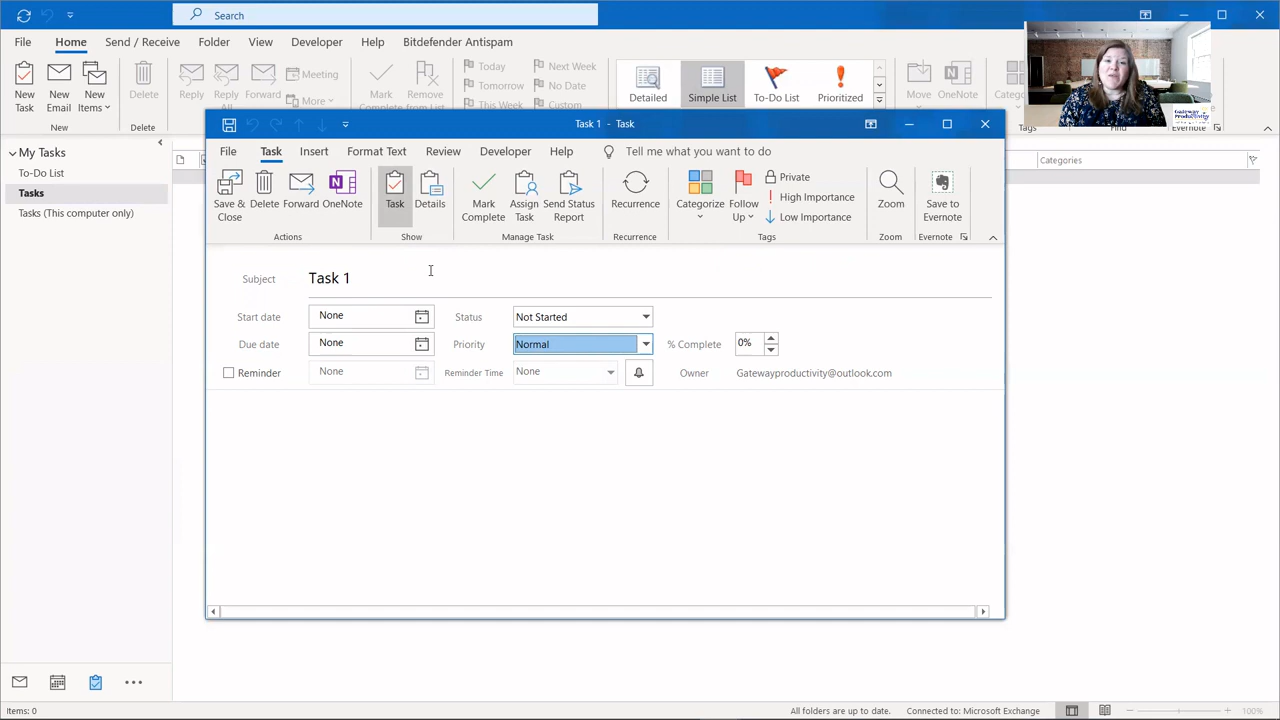 Search
File Home Send / Receive Folder View Developer Help Bitdefender Antispam
New Task
New Email
New Items
Delete
Reply
Reply All
Forward
Meeting
More
Mark Complete
Remove from List
Today
Tomorrow
This Week
Next Week
No Date
Custom
Detailed
Simple List
To-Do List
Prioritized
Move
OneNote
New
Delete
Tags
Find
Evernote
Gateway Productivity
My Tasks
To-Do List
Tasks
Tasks (This computer only)
Categories
Task 1 - Task
File Task Insert Format Text Review Developer Help Tell me what you want to do
Save & Close
Delete
Forward
OneNote
Task
Details
Mark Complete
Assign Task
Send Status Report
Recurrence
Categorize
Follow Up
Private
High Importance
Low Importance
Zoom
Save to Evernote
Actions Show Manage Task Recurrence Tags Zoom Evernote
Subject Task 1
Start date None Status Not Started
Due date None Priority Normal % Complete 0%
Reminder None Reminder Time None Owner Gatewayproductivity@outlook.com
Items: 0 All folders are up to date. Connected to: Microsoft Exchange 100%